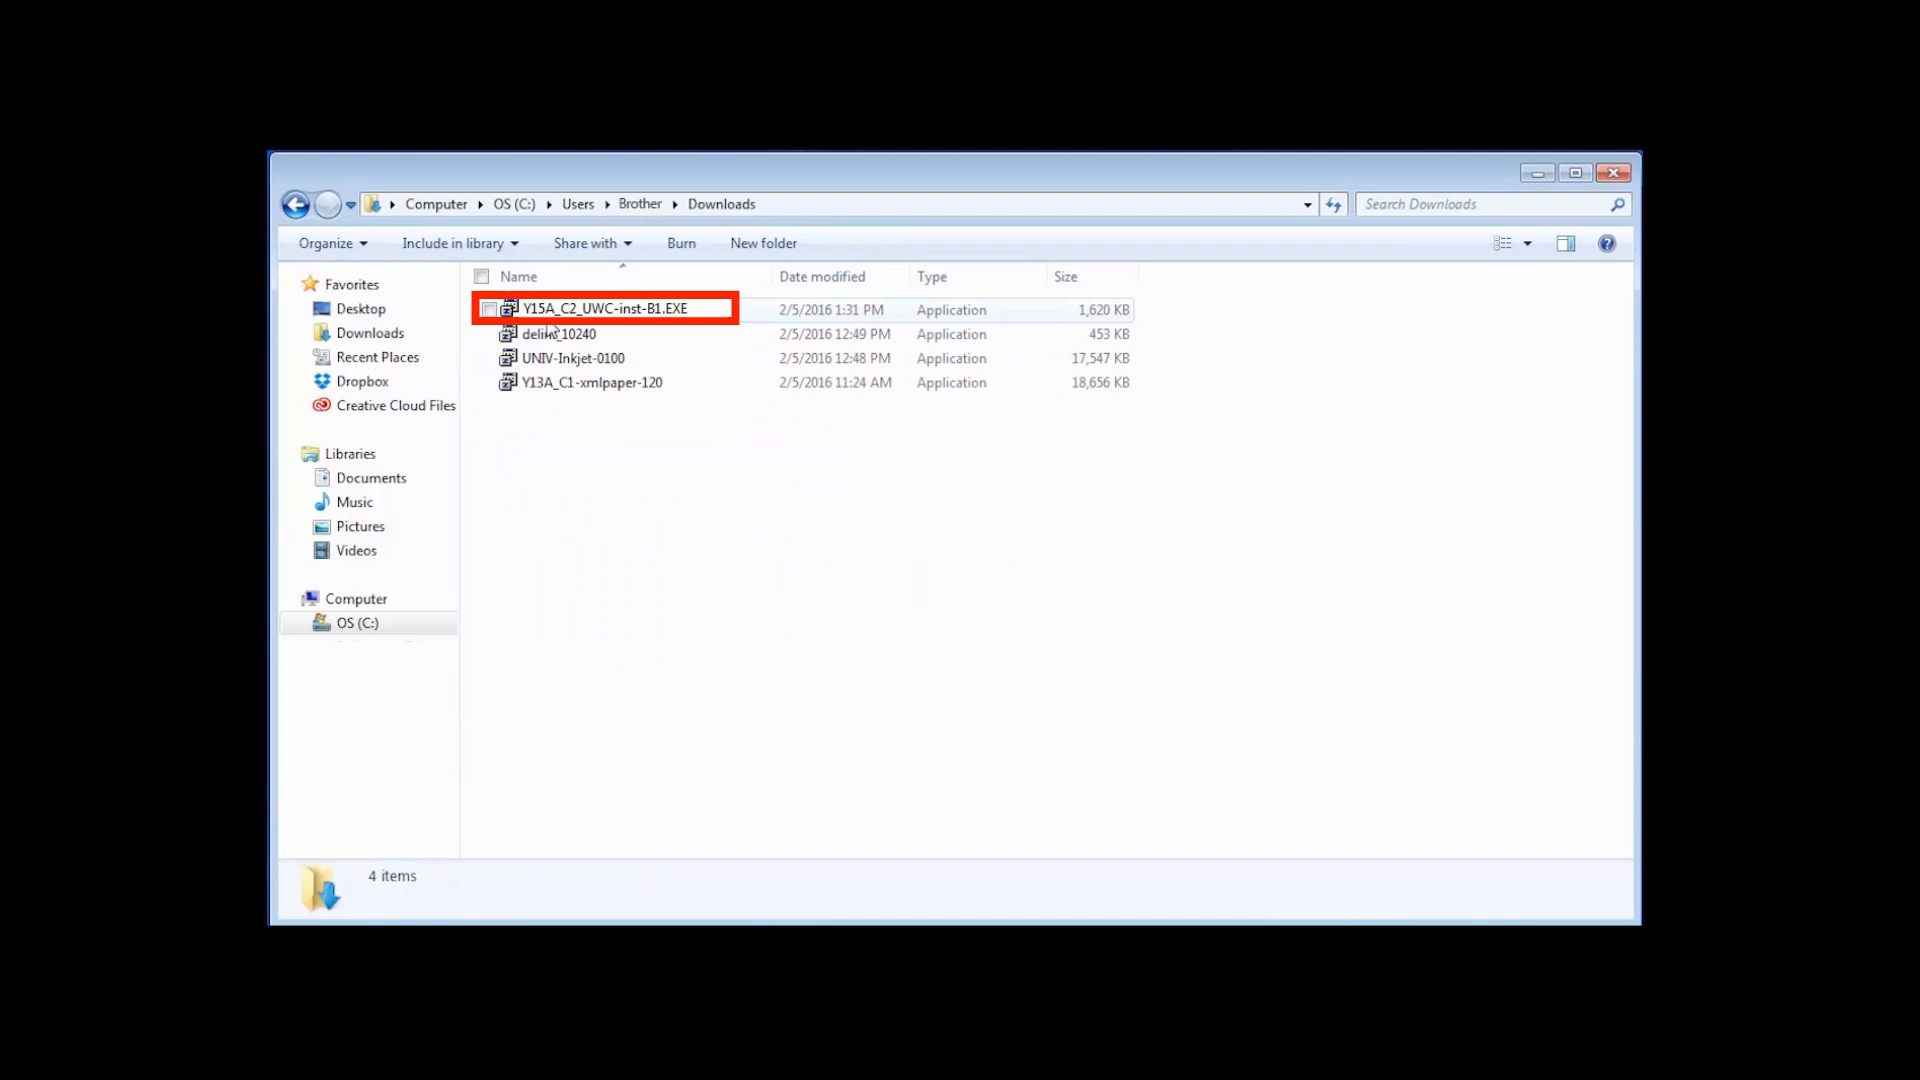 Computer OS (C:) Users Brother Downloads
Search Downloads
Organize Include in library Share with Burn New folder
Name Date modified Type Size
Y15A_C2_UWC-inst-B1.EXE 2/5/2016 1:31 PM Application 1,620 KB
2/5/2016 12:49 PM Application 453 KB
UNIV-Inkjet-0100 2/5/2016 12:48 PM Application 17,547 KB
Y13A_C1-xmlpaper-120 2/5/2016 11:24 AM Application 18,656 KB
Favorites
Desktop
Downloads
Recent Places
Dropbox
Creative Cloud Files
Libraries
Documents
Music
Pictures
Videos
Computer
OS (C:)
4 items